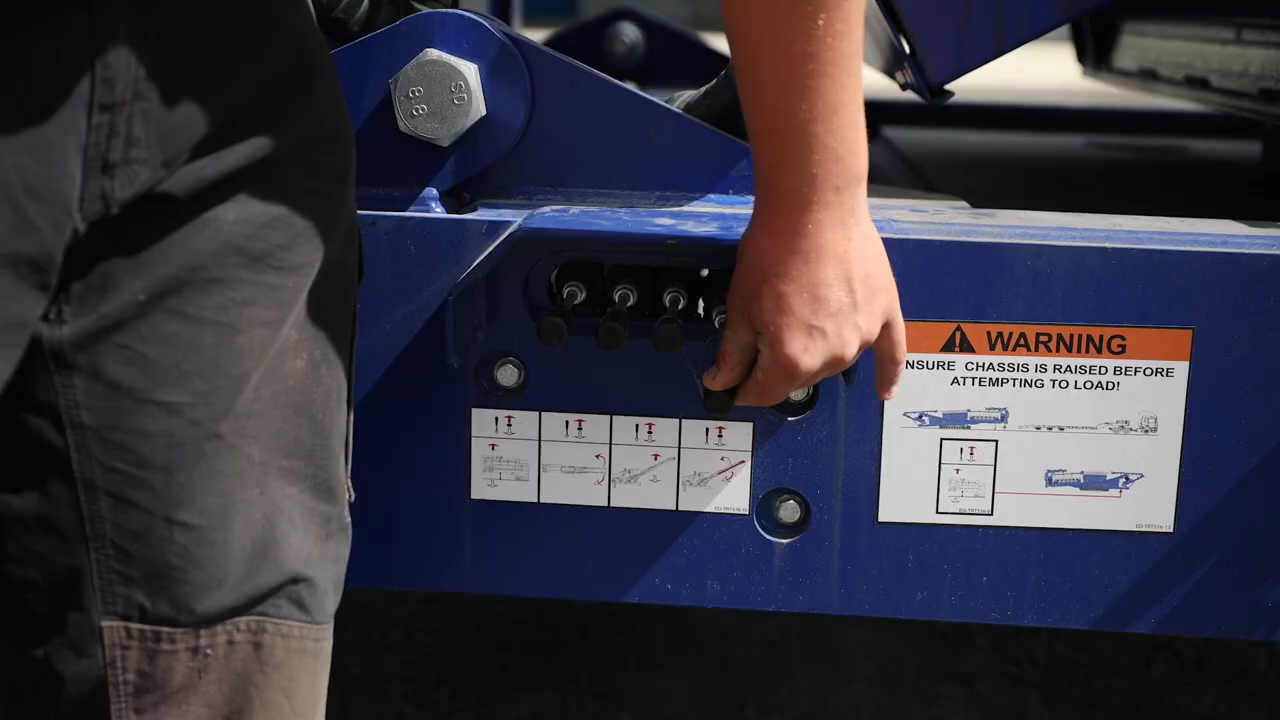 SD
8.8
WARNING
NSURE CHASSIS IS RAISED BEFORE
ATTEMPTING TO LOAD!